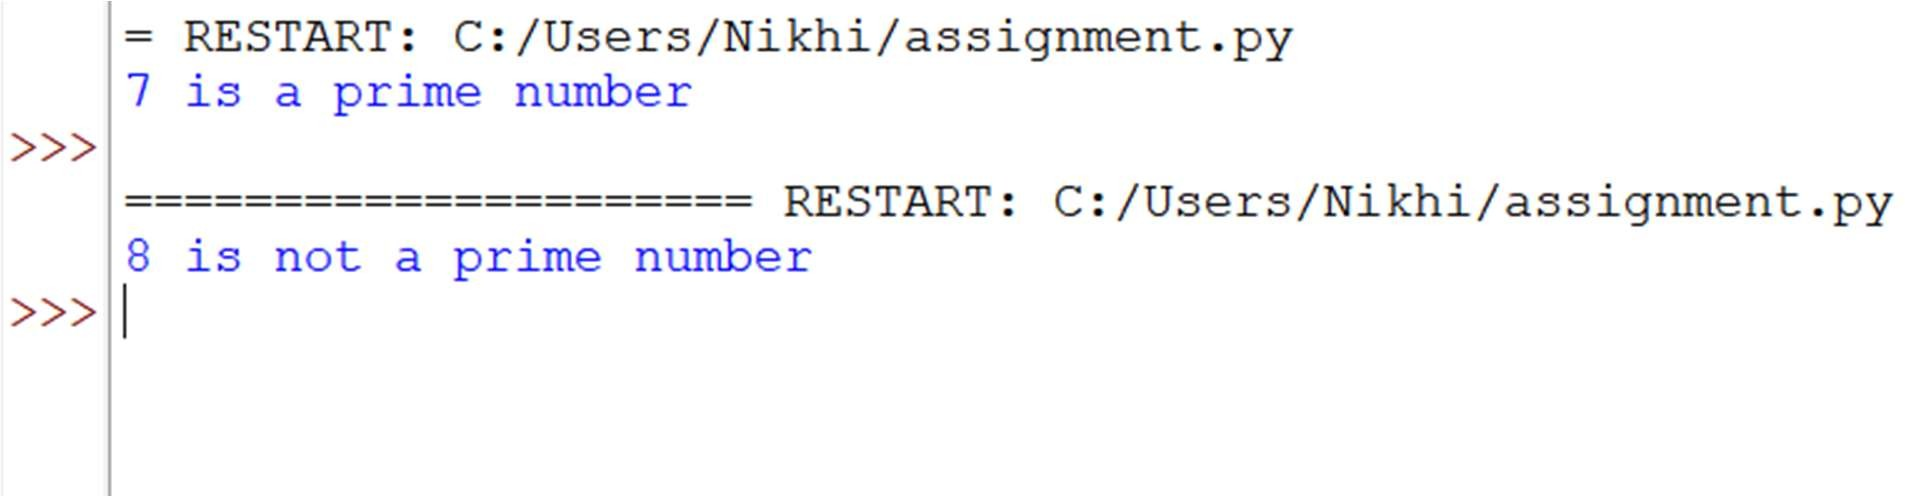 = RESTART: C:/Users/Nikhi/assignment.py
7 is a prime number
>>>
===================== RESTART: C:/Users/Nikhi/assignment.py
8 is not a prime number
>>>